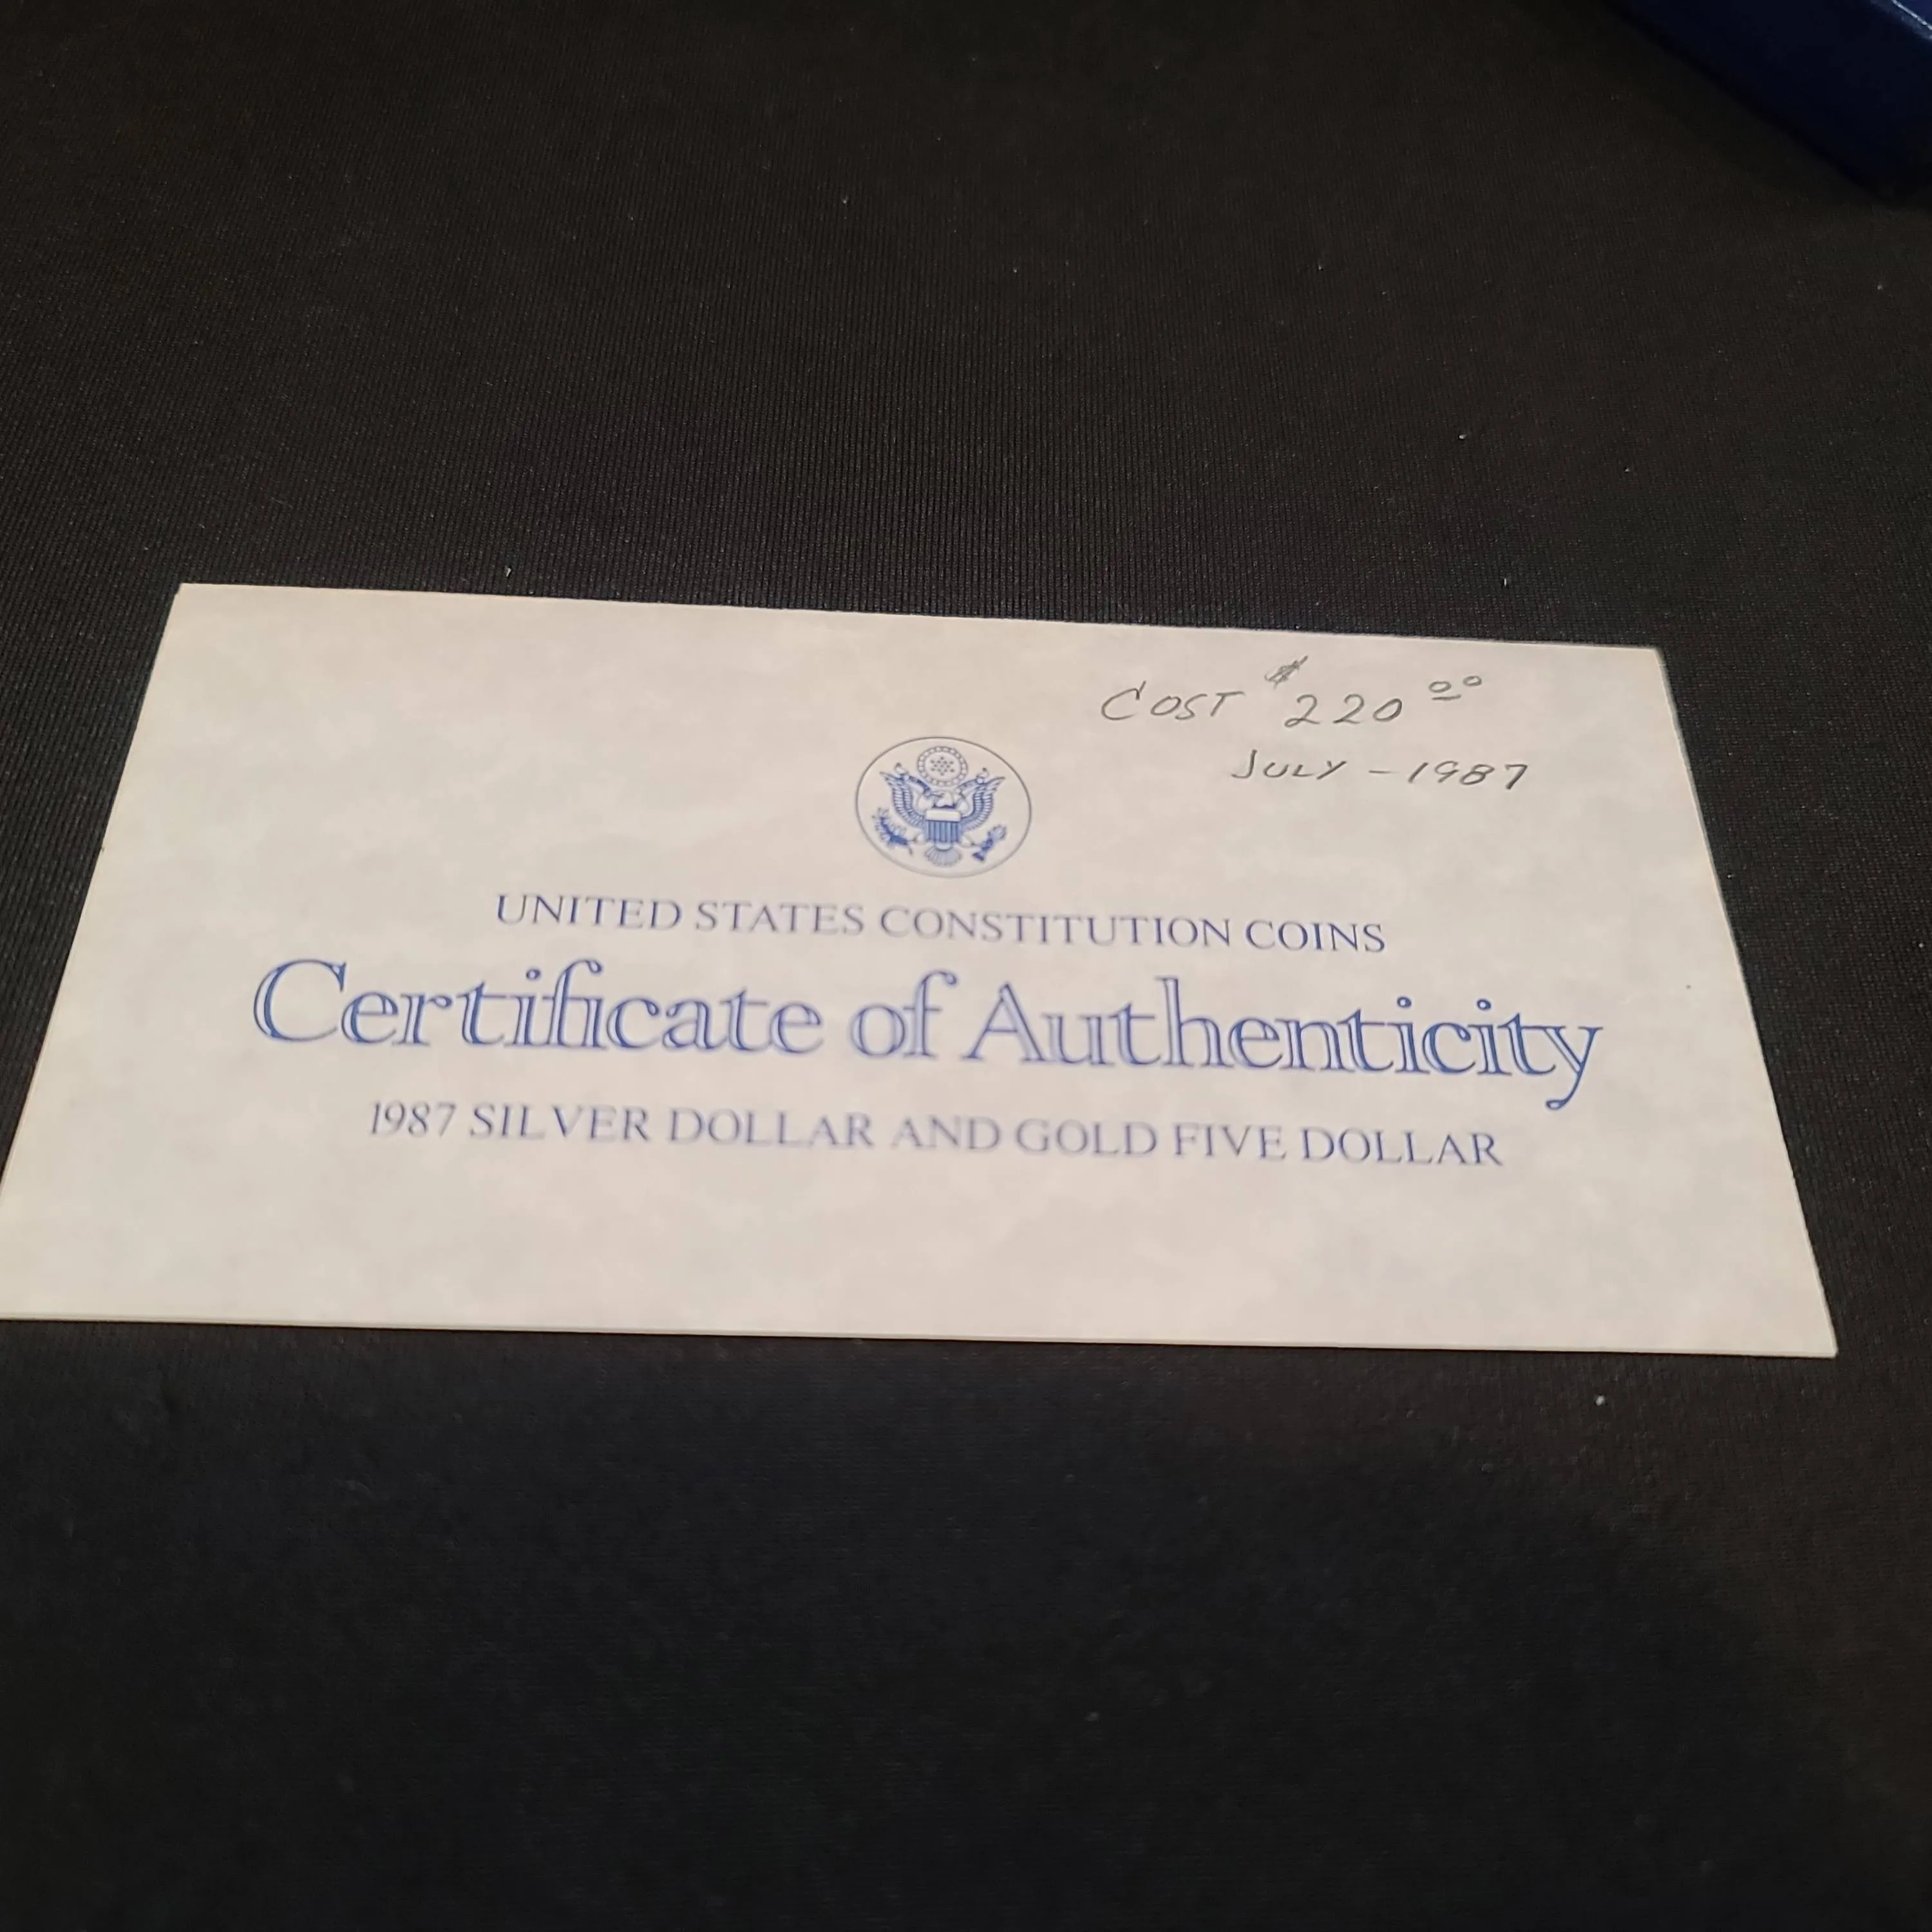 COST $220 00
JULY - 1987
UNITED STATES CONSTITUTION COINS
Certificate of Authenticity
1987 SILVER DOLLAR AND GOLD FIVE DOLLAR